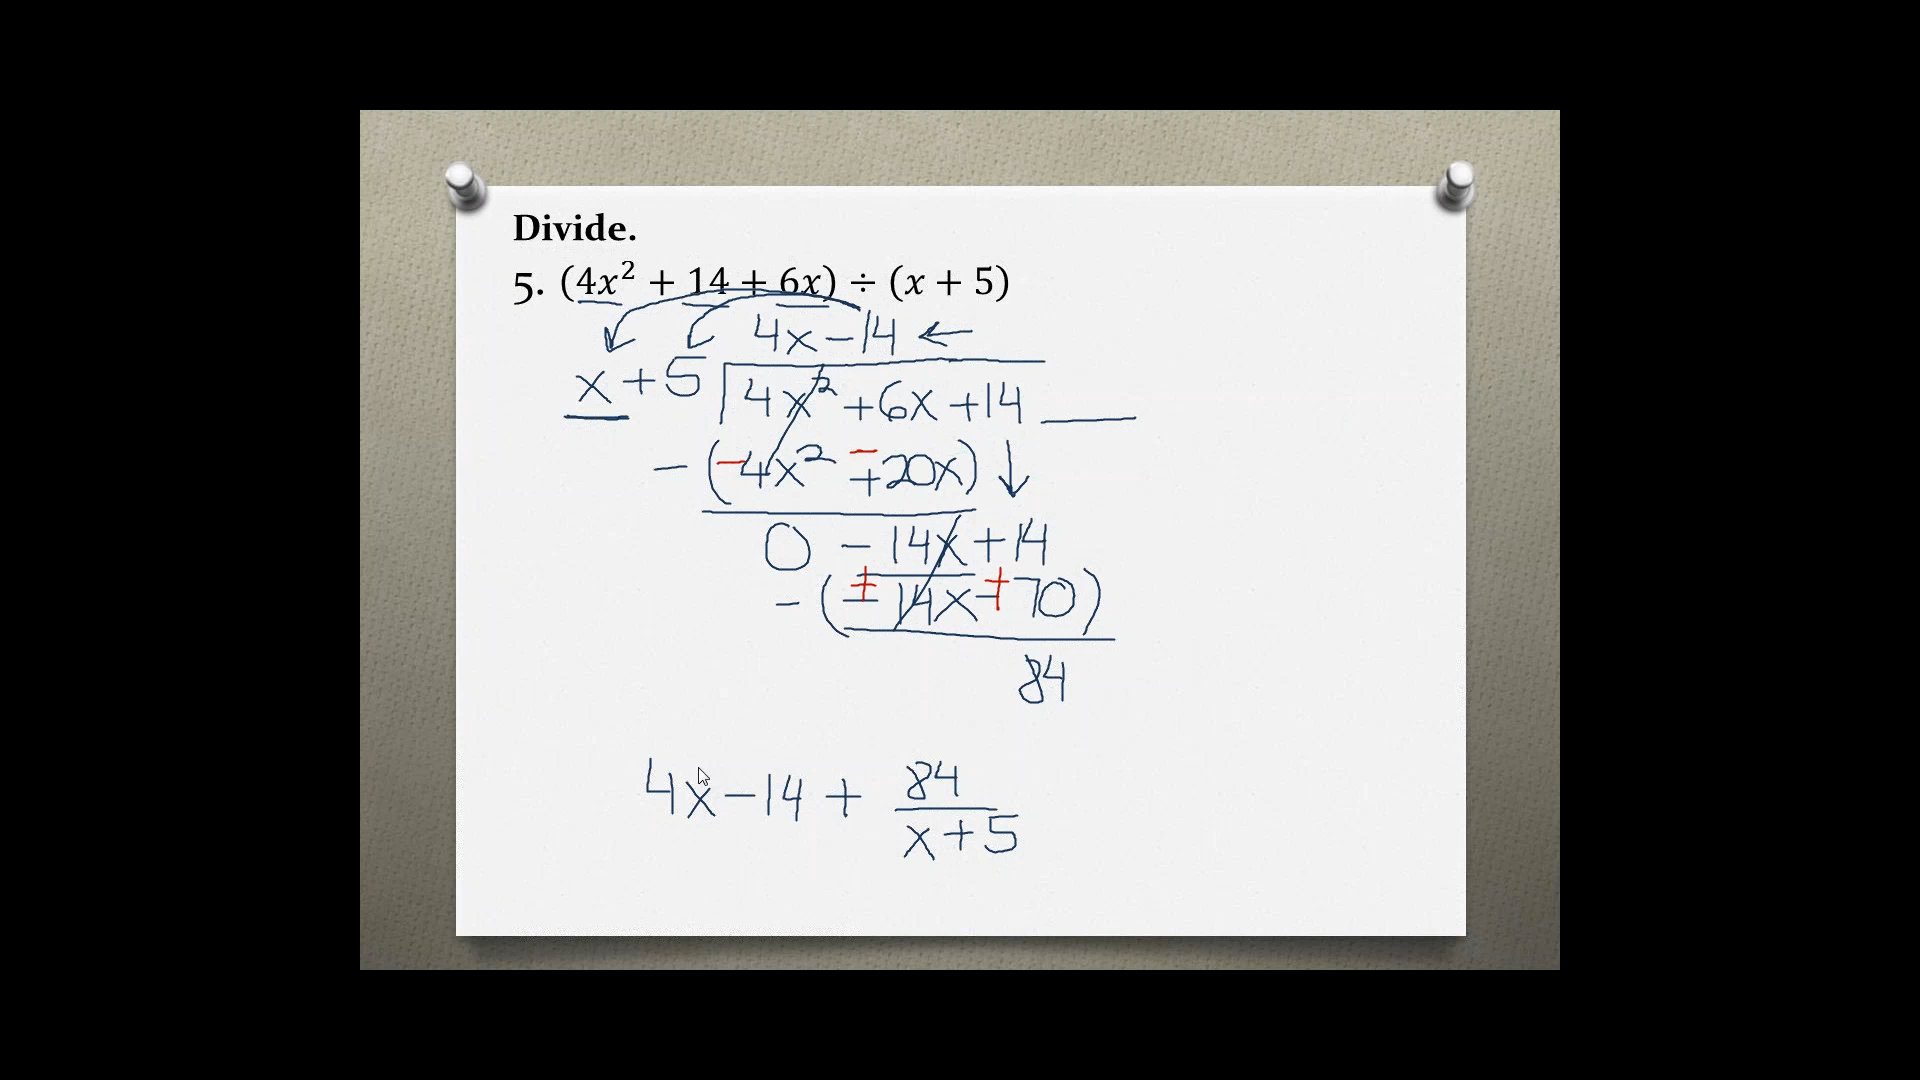 Divide.
5. (4x² + 14 + 6x) ÷ (x + 5)
4x - 14 ←
x + 5 4x² + 6x + 14
- (-4x² -+ 20x) ↓
0 - 14x + 14
- (+- 14x -+ 70)
84
4x - 14 + 84
x + 5